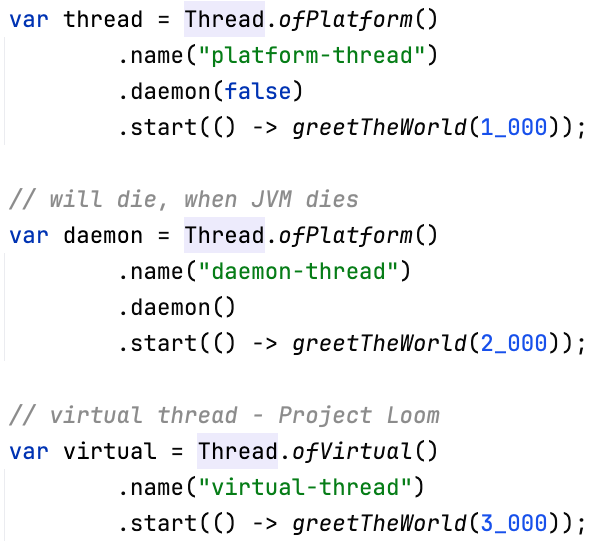 var thread = Thread.ofPlatform()
        .name("platform-thread")
        .daemon(false)
        .start(() -> greetTheWorld(1_000));

// will die, when JVM dies
var daemon = Thread.ofPlatform()
        .name("daemon-thread")
        .daemon()
        .start(() -> greetTheWorld(2_000));

// virtual thread - Project Loom
var virtual = Thread.ofVirtual()
        .name("virtual-thread")
        .start(() -> greetTheWorld(3_000));